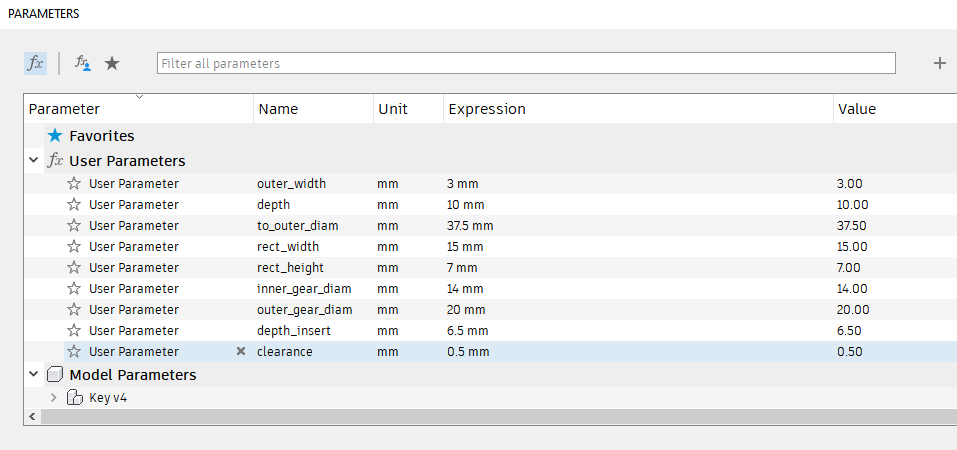 PARAMETERS
fx fx Filter all parameters +
Parameter Name Unit Expression Value
Favorites
fx User Parameters
User Parameter outer_width mm 3 mm 3.00
User Parameter depth mm 10 mm 10.00
User Parameter to_outer_diam mm 37.5 mm 37.50
User Parameter rect_width mm 15 mm 15.00
User Parameter rect_height mm 7 mm 7.00
User Parameter inner_gear_diam mm 14 mm 14.00
User Parameter outer_gear_diam mm 20 mm 20.00
User Parameter depth_insert mm 6.5 mm 6.50
User Parameter clearance mm 0.5 mm 0.50
Model Parameters
Key v4